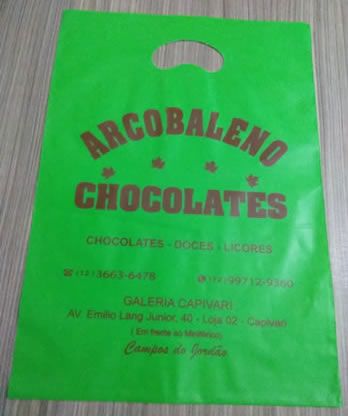 ARCOBALENO
CHOCOLATES
CHOCOLATES - DOCES - LICORES
(12) 3663-6478 (12) 99712-9360
GALERIA CAPIVARI
AV. Emilio Lang Junior, 40 - Loja 02 - Capivari
( Em frente ao
Campos do Jordão